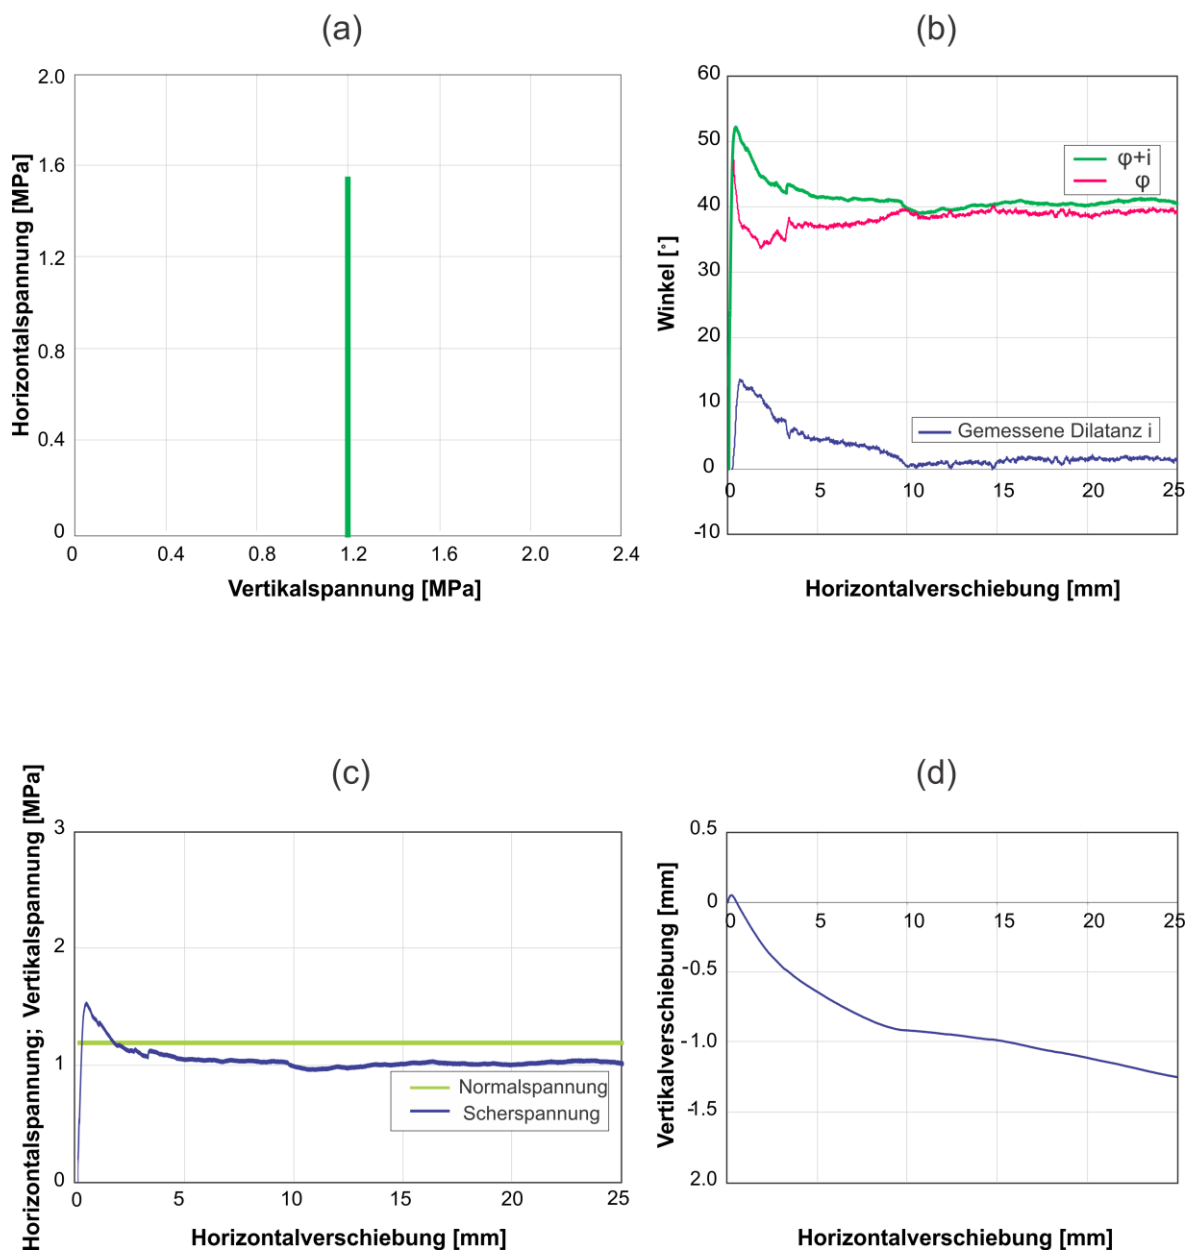 (a)
Horizontalspannung [MPa]
2.0
1.6
1.2
0.8
0.4
0
0 0.4 0.8 1.2 1.6 2.0 2.4
Vertikalspannung [MPa]
(b)
Winkel [°]
60
50
40
30
20
10
0
-10
φ+i
φ
Gemessene Dilatanz i
0 5 10 15 20 25
Horizontalverschiebung [mm]
(c)
Horizontalspannung; Vertikalspannung [MPa]
3
2
1
0
Normalspannung
Scherspannung
0 5 10 15 20 25
Horizontalverschiebung [mm]
(d)
Vertikalverschiebung [mm]
0.5
0
0 5 10 15 20 25
-0.5
-1.0
-1.5
2.0
Horizontalverschiebung [mm]